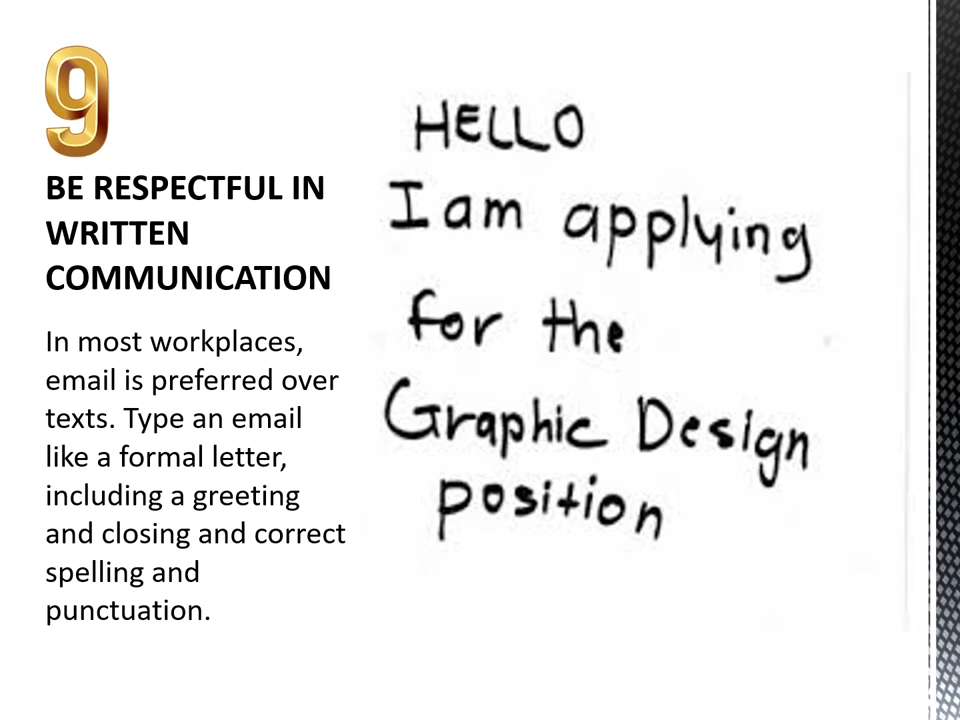 9
BE RESPECTFUL IN
WRITTEN
COMMUNICATION
In most workplaces,
email is preferred over
texts. Type an email
like a formal letter,
including a greeting
and closing and correct
spelling and
punctuation.
HELLO
I am applying
for the
Graphic Design
position